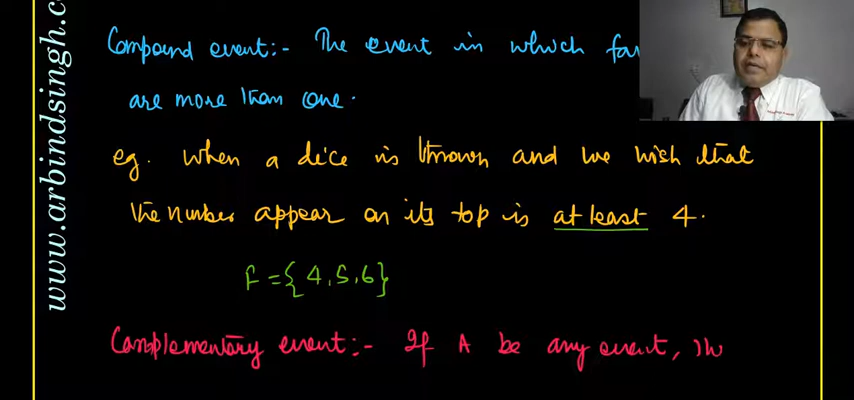 www.arbindsingh.c
Compound event:- The event in which fa
are more than one.
eg. When a dice is thrown and we wish that
the number appear on its top is at least 4.
F = {4, 5, 6}
Complementary event:- If A be any event, th